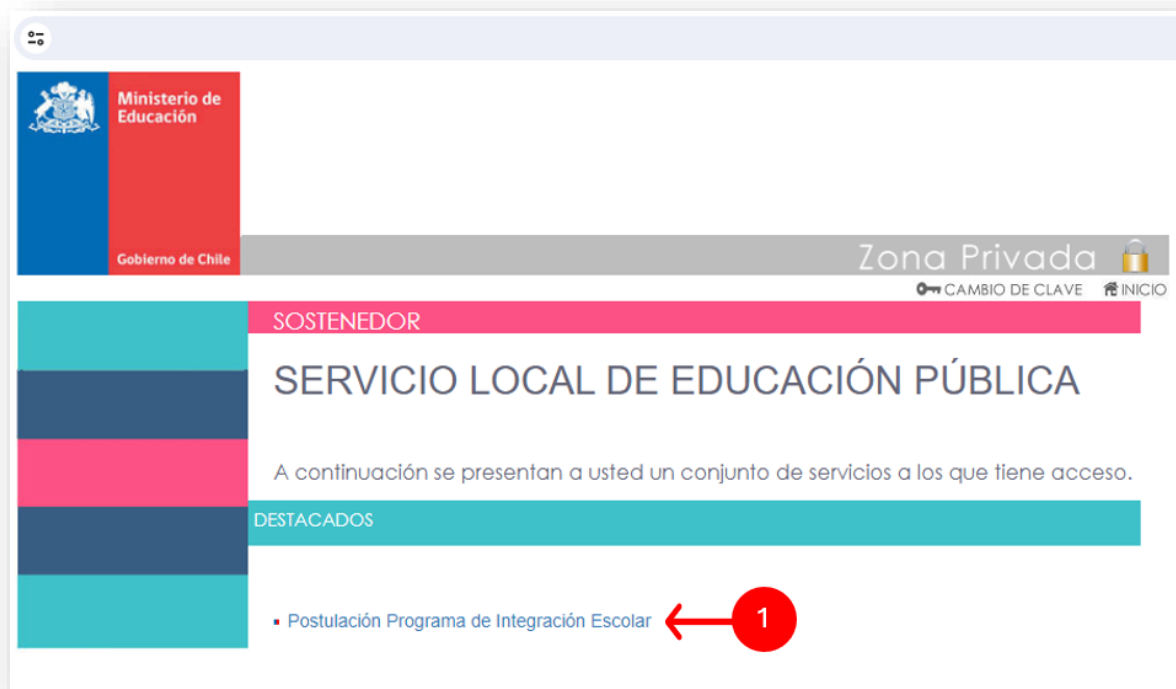 Ministerio de
Educación
Gobierno de Chile
Zona Privada
CAMBIO DE CLAVE INICIO
SOSTENEDOR
SERVICIO LOCAL DE EDUCACIÓN PÚBLICA
A continuación se presentan a usted un conjunto de servicios a los que tiene acceso.
DESTACADOS
Postulación Programa de Integración Escolar 1